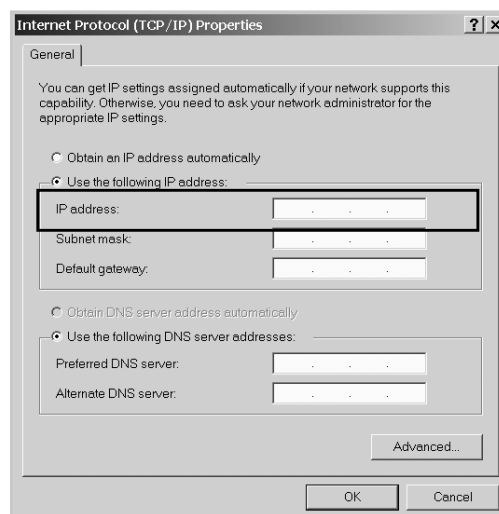 Internet Protocol (TCP/IP) Properties
General
You can get IP settings assigned automatically if your network supports this
capability. Otherwise, you need to ask your network administrator for the
appropriate IP settings.
Obtain an IP address automatically
Use the following IP address:
IP address:
Subnet mask:
Default gateway:
Obtain DNS server address automatically
Use the following DNS server addresses:
Preferred DNS server:
Alternate DNS server:
Advanced...
OK Cancel